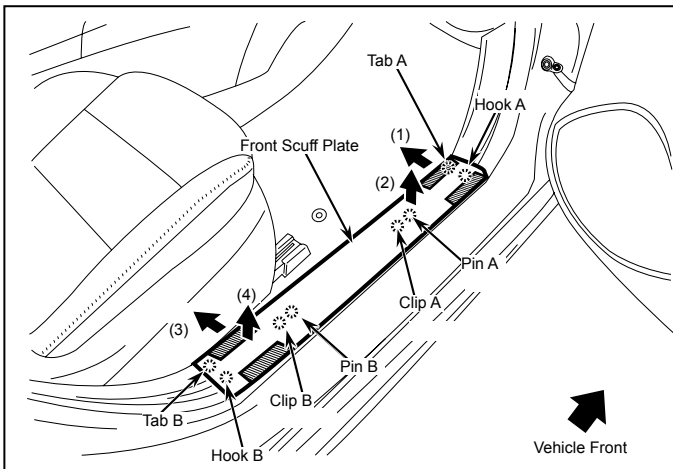 Tab A
Hook A
(1)
Front Scuff Plate
(2)
Pin A
Clip A
(4)
(3)
Pin B
Clip B
Tab B
Hook B
Vehicle Front